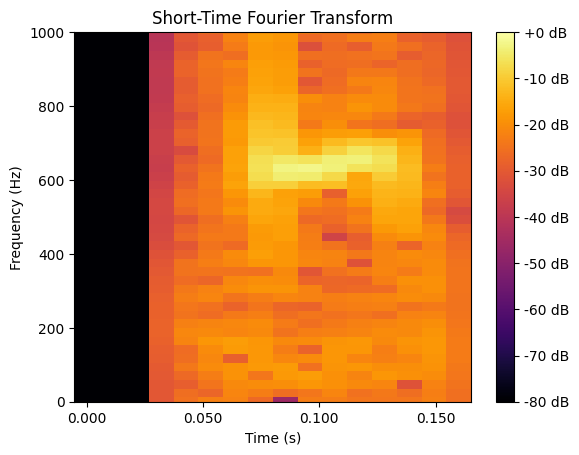 Short-Time Fourier Transform
1000
800
600
400
200
0
Frequency (Hz)
0.000
0.050
0.100
0.150
Time (s)
+0 dB
-10 dB
-20 dB
-30 dB
-40 dB
-50 dB
-60 dB
-70 dB
-80 dB